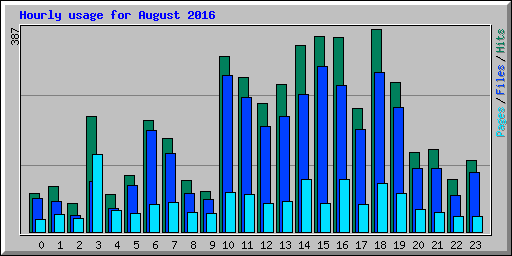 Hourly usage for August 2016
387
Pages/Files/Hits
0 1 2 3 4 5 6 7 8 9 10 11 12 13 14 15 16 17 18 19 20 21 22 23